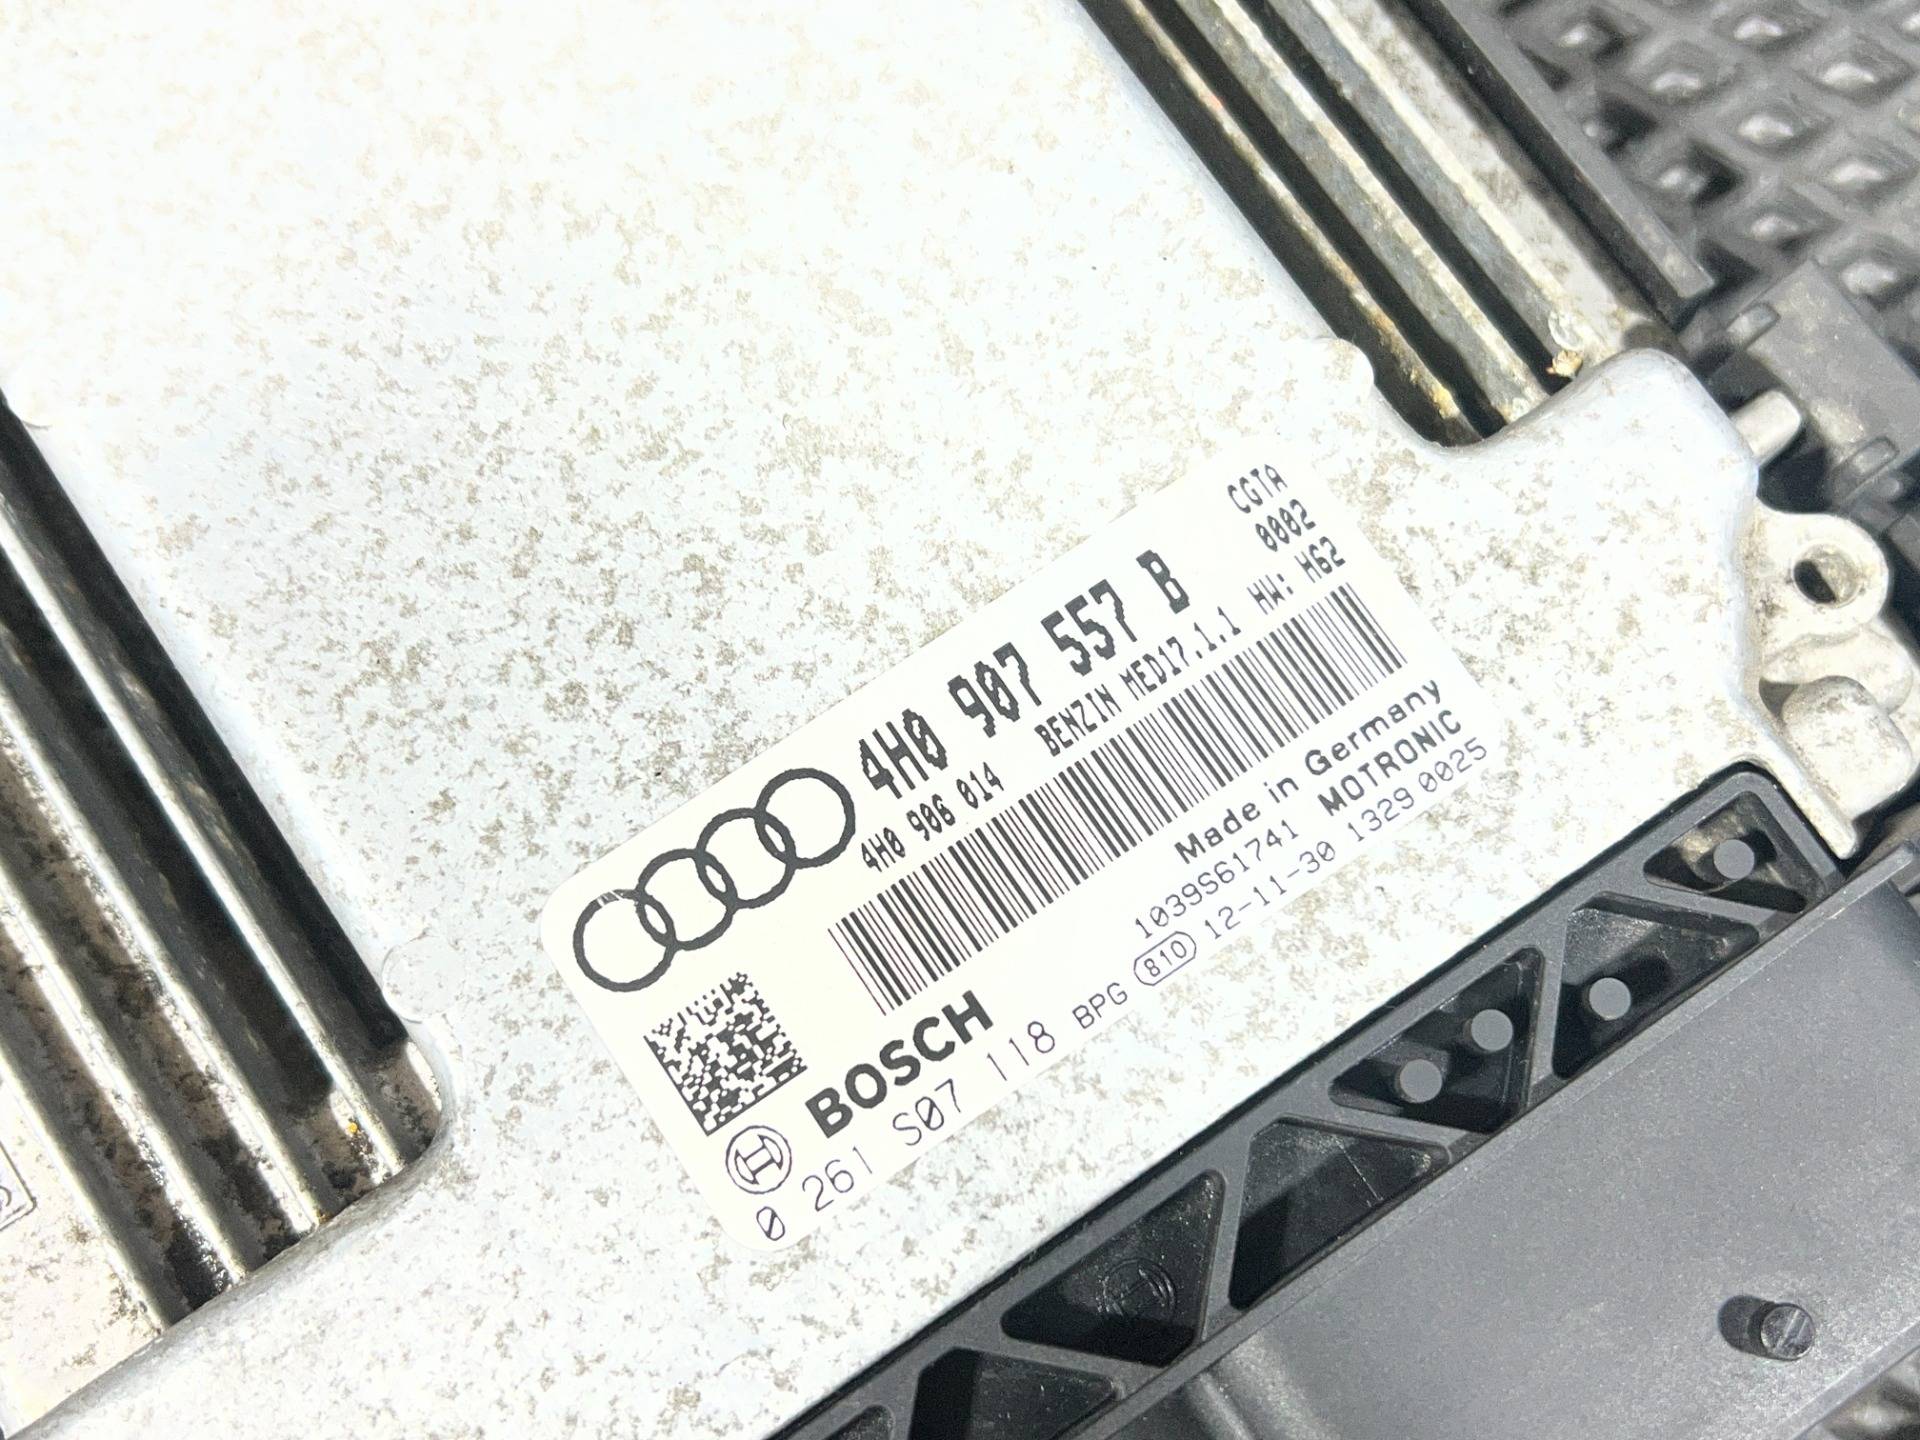 CGTA
4H0 907 557 B 0002
4H0 906 014 BENZIN MED17.1.1 HW: H62
Made in Germany
MOTRONIC
1039S61741
BOSCH
0 261 S07 118 BPG 810 12-11-30 1329 0025